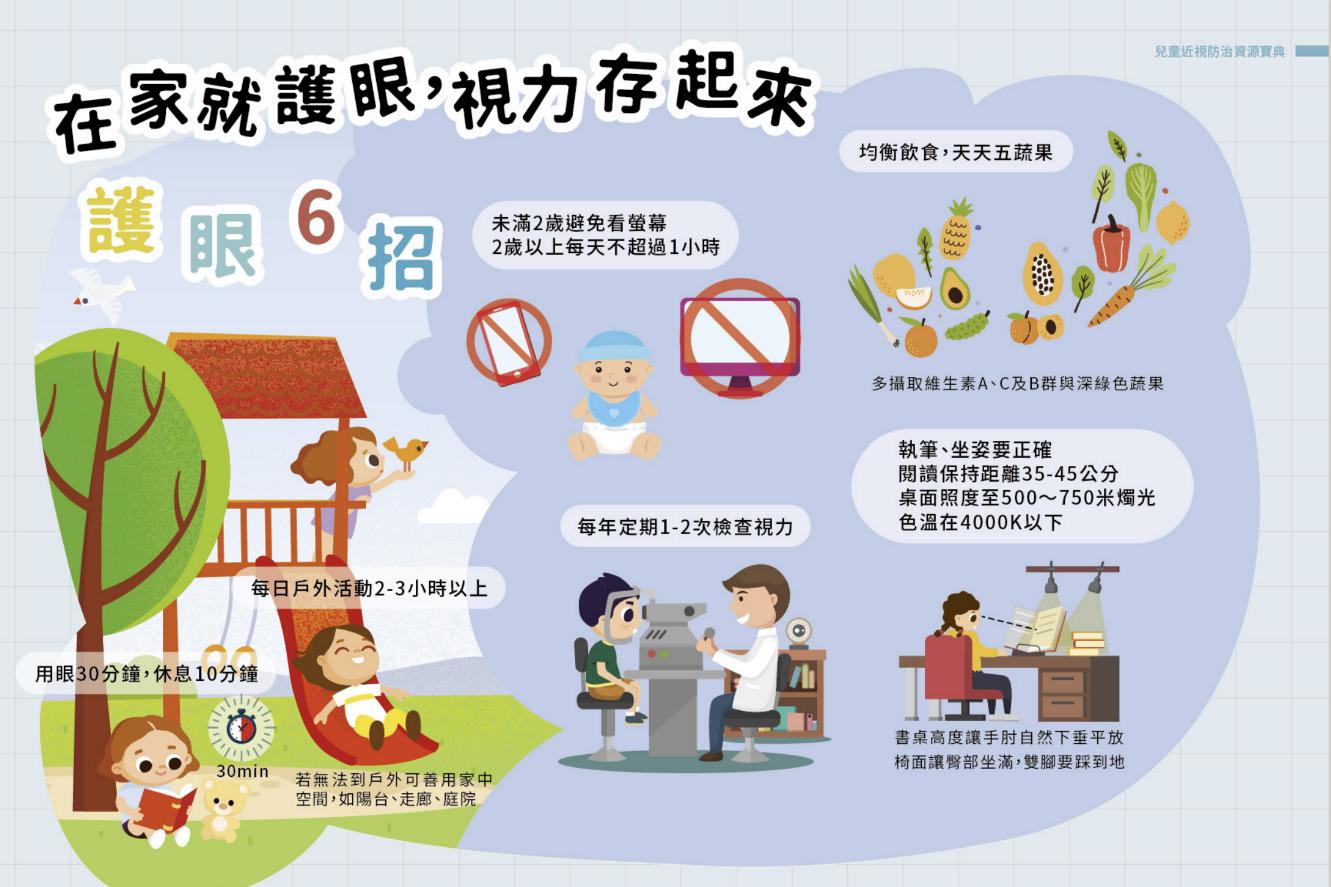 兒童近視防治資源寶典
在家就護眼,視力存起來
護眼6招
未滿2歲避免看螢幕
2歲以上每天不超過1小時
均衡飲食,天天五蔬果
多攝取維生素A、C及B群與深綠色蔬果
每日戶外活動2-3小時以上
若無法到戶外可善用家中
空間,如陽台、走廊、庭院
用眼30分鐘,休息10分鐘
30min
每年定期1-2次檢查視力
執筆、坐姿要正確
閱讀保持距離35-45公分
桌面照度至500～750米燭光
色溫在4000K以下
書桌高度讓手肘自然下垂平放
椅面讓臀部坐滿,雙腳要踩到地